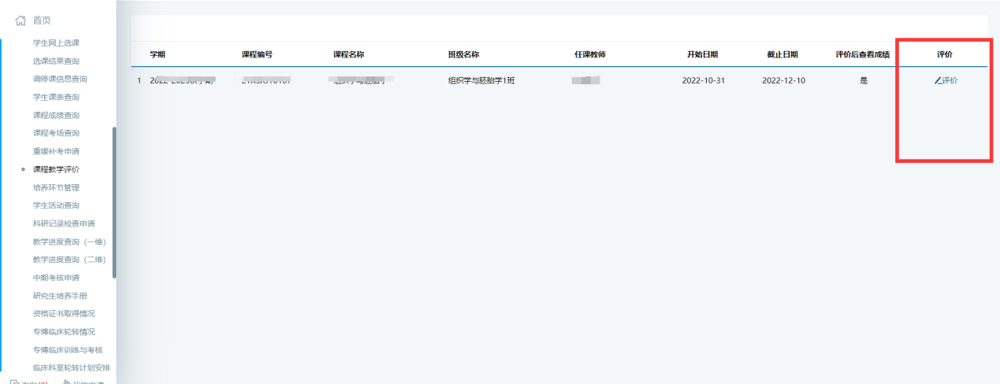 首页
学生网上选课
选课结果查询
调停课信息查询
学生课表查询
课程成绩查询
课程考场查询
重缓补考申请
课程教学评价
培养环节管理
学生活动查询
科研记录检查申请
教学进度查询（一维）
教学进度查询（二维）
中期考核申请
研究生培养手册
资格证书取得情况
专博临床轮转情况
专博临床训练与考核
临床科室轮转计划安排
学期 课程编号 课程名称 班级名称 任课教师 开始日期 截止日期 评价后查看成绩 评价
1 组织学与胚胎学1班 2022-10-31 2022-12-10 是 评价